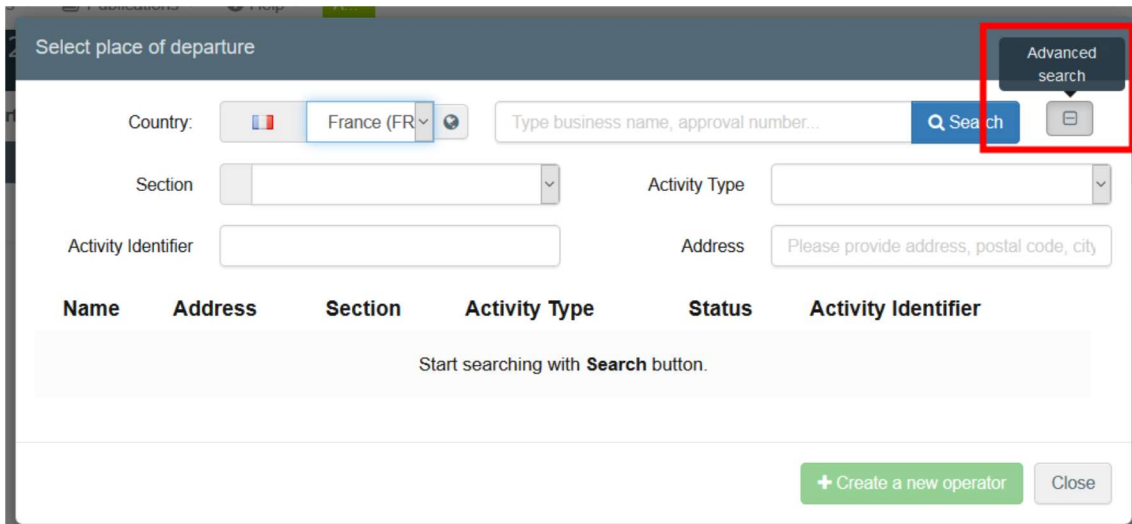 Publications Help
Select place of departure
Advanced
search
Country: France (FR Type business name, approval number... Search
Section Activity Type
Activity Identifier Address Please provide address, postal code, city
Name Address Section Activity Type Status Activity Identifier
Start searching with Search button.
+ Create a new operator Close